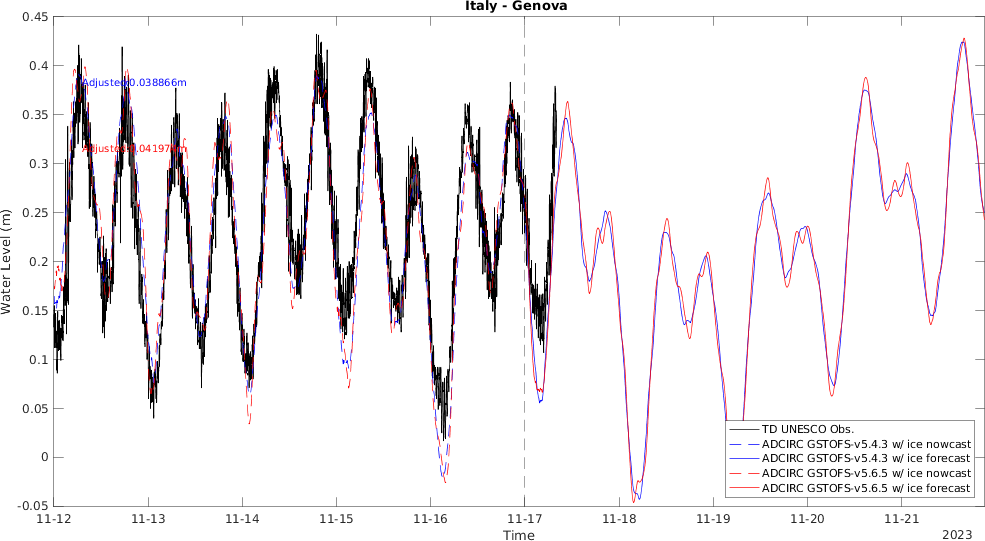 Italy - Genova
Water Level (m)
0.45
0.4
0.35
0.3
0.25
0.2
0.15
0.1
0.05
0
-0.05
Adjusted:0.038866m
11-12
11-13
11-14
11-15
11-16
11-17
11-18
11-19
11-20
11-21
Time
2023
TD UNESCO Obs.
ADCIRC GSTOFS-v5.4.3 w/ ice nowcast
ADCIRC GSTOFS-v5.4.3 w/ ice forecast
ADCIRC GSTOFS-v5.6.5 w/ ice nowcast
ADCIRC GSTOFS-v5.6.5 w/ ice forecast